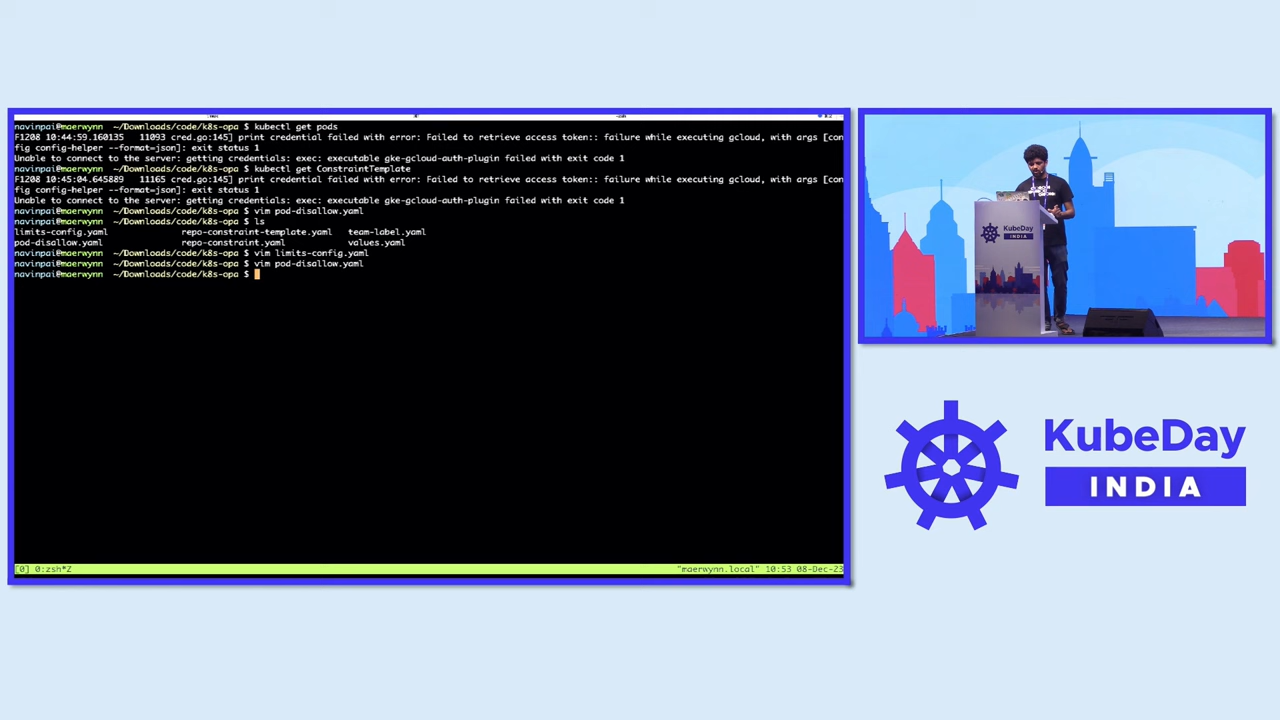 navinpai@maerwynn ~/Downloads/code/k8s-opa $ kubectl get pods
F1208 10:44:59.160135 11093 cred.go:145] print credential failed with error: Failed to retrieve access token:: failure while executing gcloud, with args [con
fig config-helper --format=json]: exit status 1
Unable to connect to the server: getting credentials: exec: executable gke-gcloud-auth-plugin failed with exit code 1
navinpai@maerwynn ~/Downloads/code/k8s-opa $ kubectl get ConstraintTemplate
F1208 10:45:04.645889 11165 cred.go:145] print credential failed with error: Failed to retrieve access token:: failure while executing gcloud, with args [con
fig config-helper --format=json]: exit status 1
Unable to connect to the server: getting credentials: exec: executable gke-gcloud-auth-plugin failed with exit code 1
navinpai@maerwynn ~/Downloads/code/k8s-opa $ vim pod-disallow.yaml
navinpai@maerwynn ~/Downloads/code/k8s-opa $ ls
limits-config.yaml repo-constraint-template.yaml team-label.yaml
pod-disallow.yaml repo-constraint.yaml values.yaml
navinpai@maerwynn ~/Downloads/code/k8s-opa $ vim limits-config.yaml
navinpai@maerwynn ~/Downloads/code/k8s-opa $ vim pod-disallow.yaml
navinpai@maerwynn ~/Downloads/code/k8s-opa $
[0] 0:zsh*Z "maerwynn.local" 10:53 08-Dec-23
KubeDay
INDIA
KubeDay
INDIA